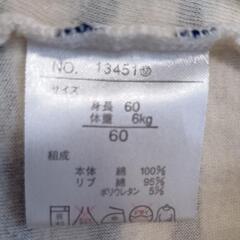 NO. 13451
サイズ
身長 60
体重 6kg
60
組成
本体 綿 100%
リブ 綿 95%
ポリウレタン 5%